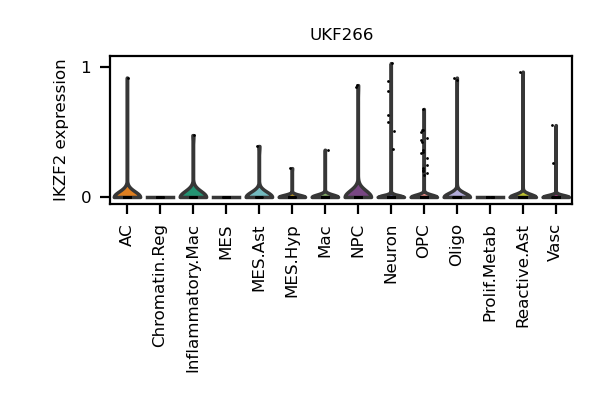 UKF266
IKZF2 expression
1
0
AC
Chromatin.Reg
Inflammatory.Mac
MES
MES.Ast
MES.Hyp
Mac
NPC
Neuron
OPC
Oligo
Prolif.Metab
Reactive.Ast
Vasc